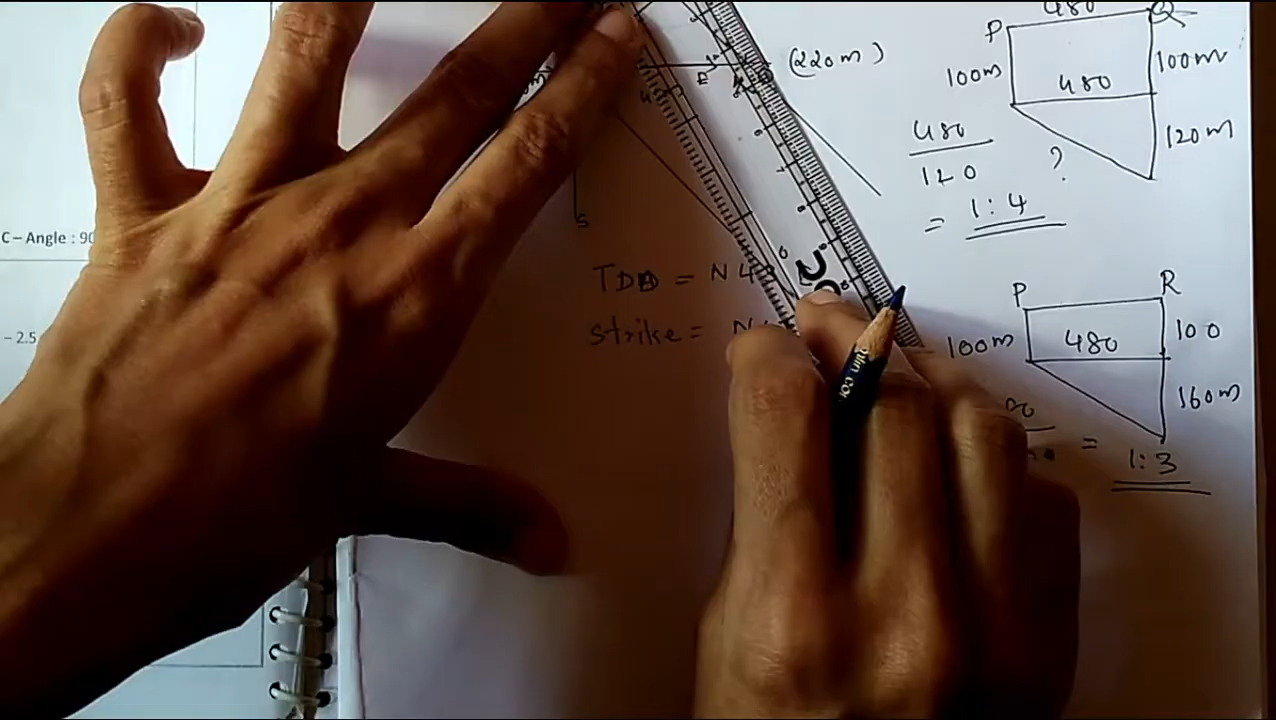 480
P
Q
(220m)
100m
480
100m
480
120
120m
?
= 1:4
S
C – Angle : 90
TDD = N 43
strike = N
- 2.5
P
R
100m
480
100
160m
= 1:3